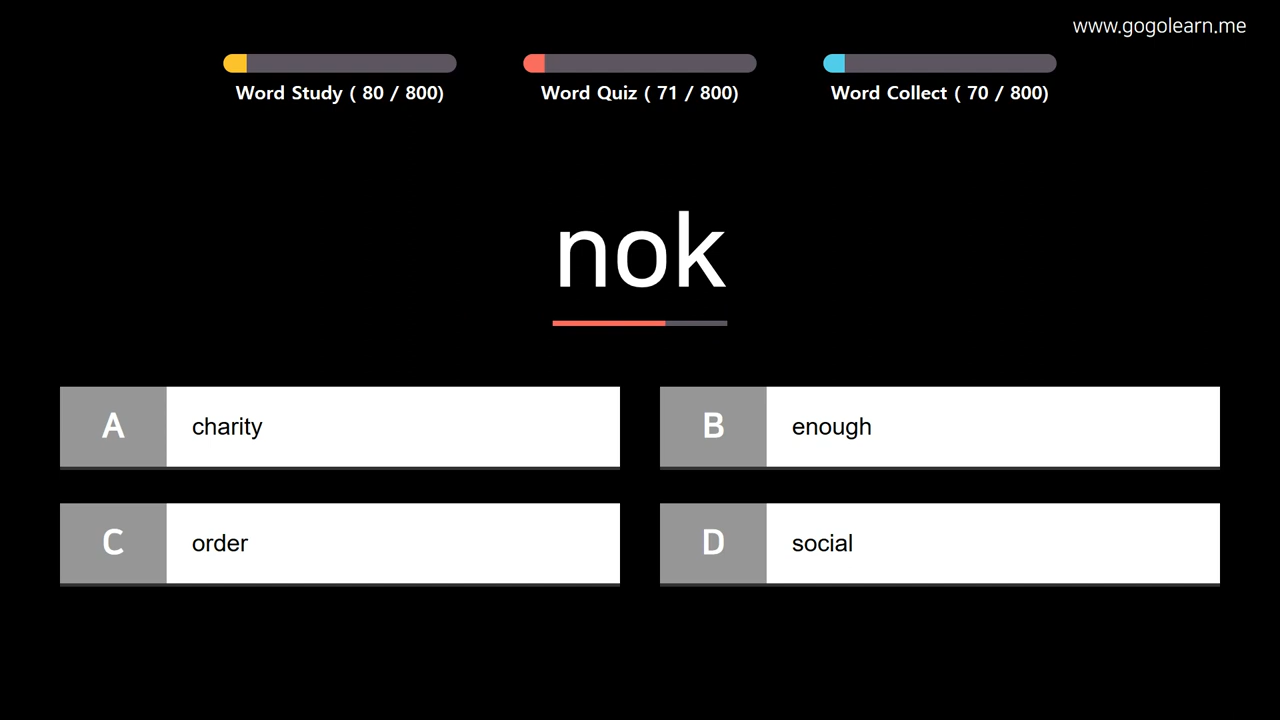 www.gogolearn.me
Word Study ( 80 / 800)
Word Quiz ( 71 / 800)
Word Collect ( 70 / 800)
nok
A charity
B enough
C order
D social